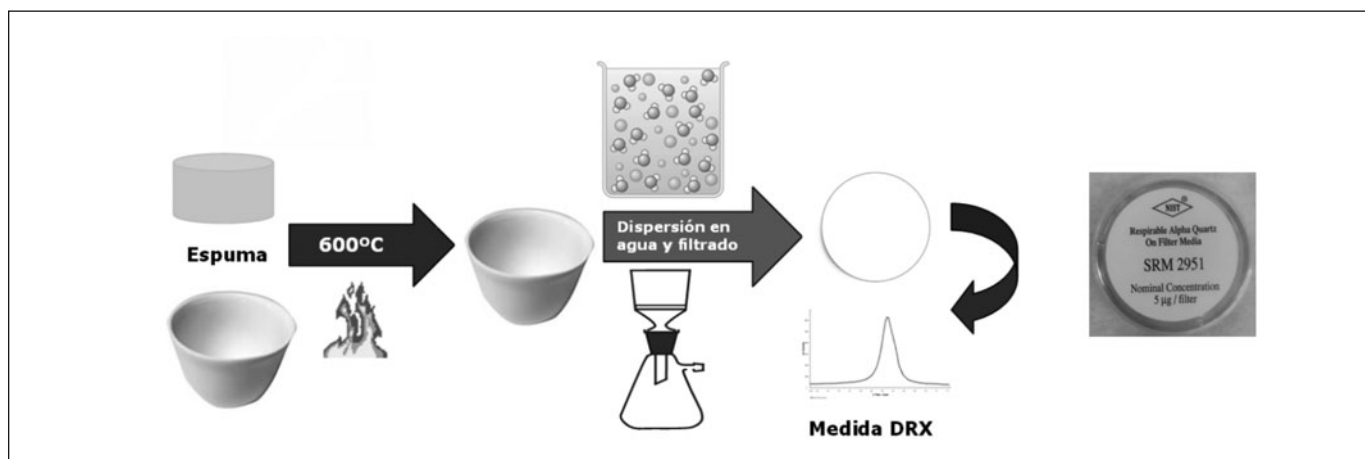 Espuma
600ºC
Dispersión en
agua y filtrado
Medida DRX
NIST
Respirable Alpha Quartz
On Filter Media
SRM 2951
Nominal Concentration
5 µg / filter